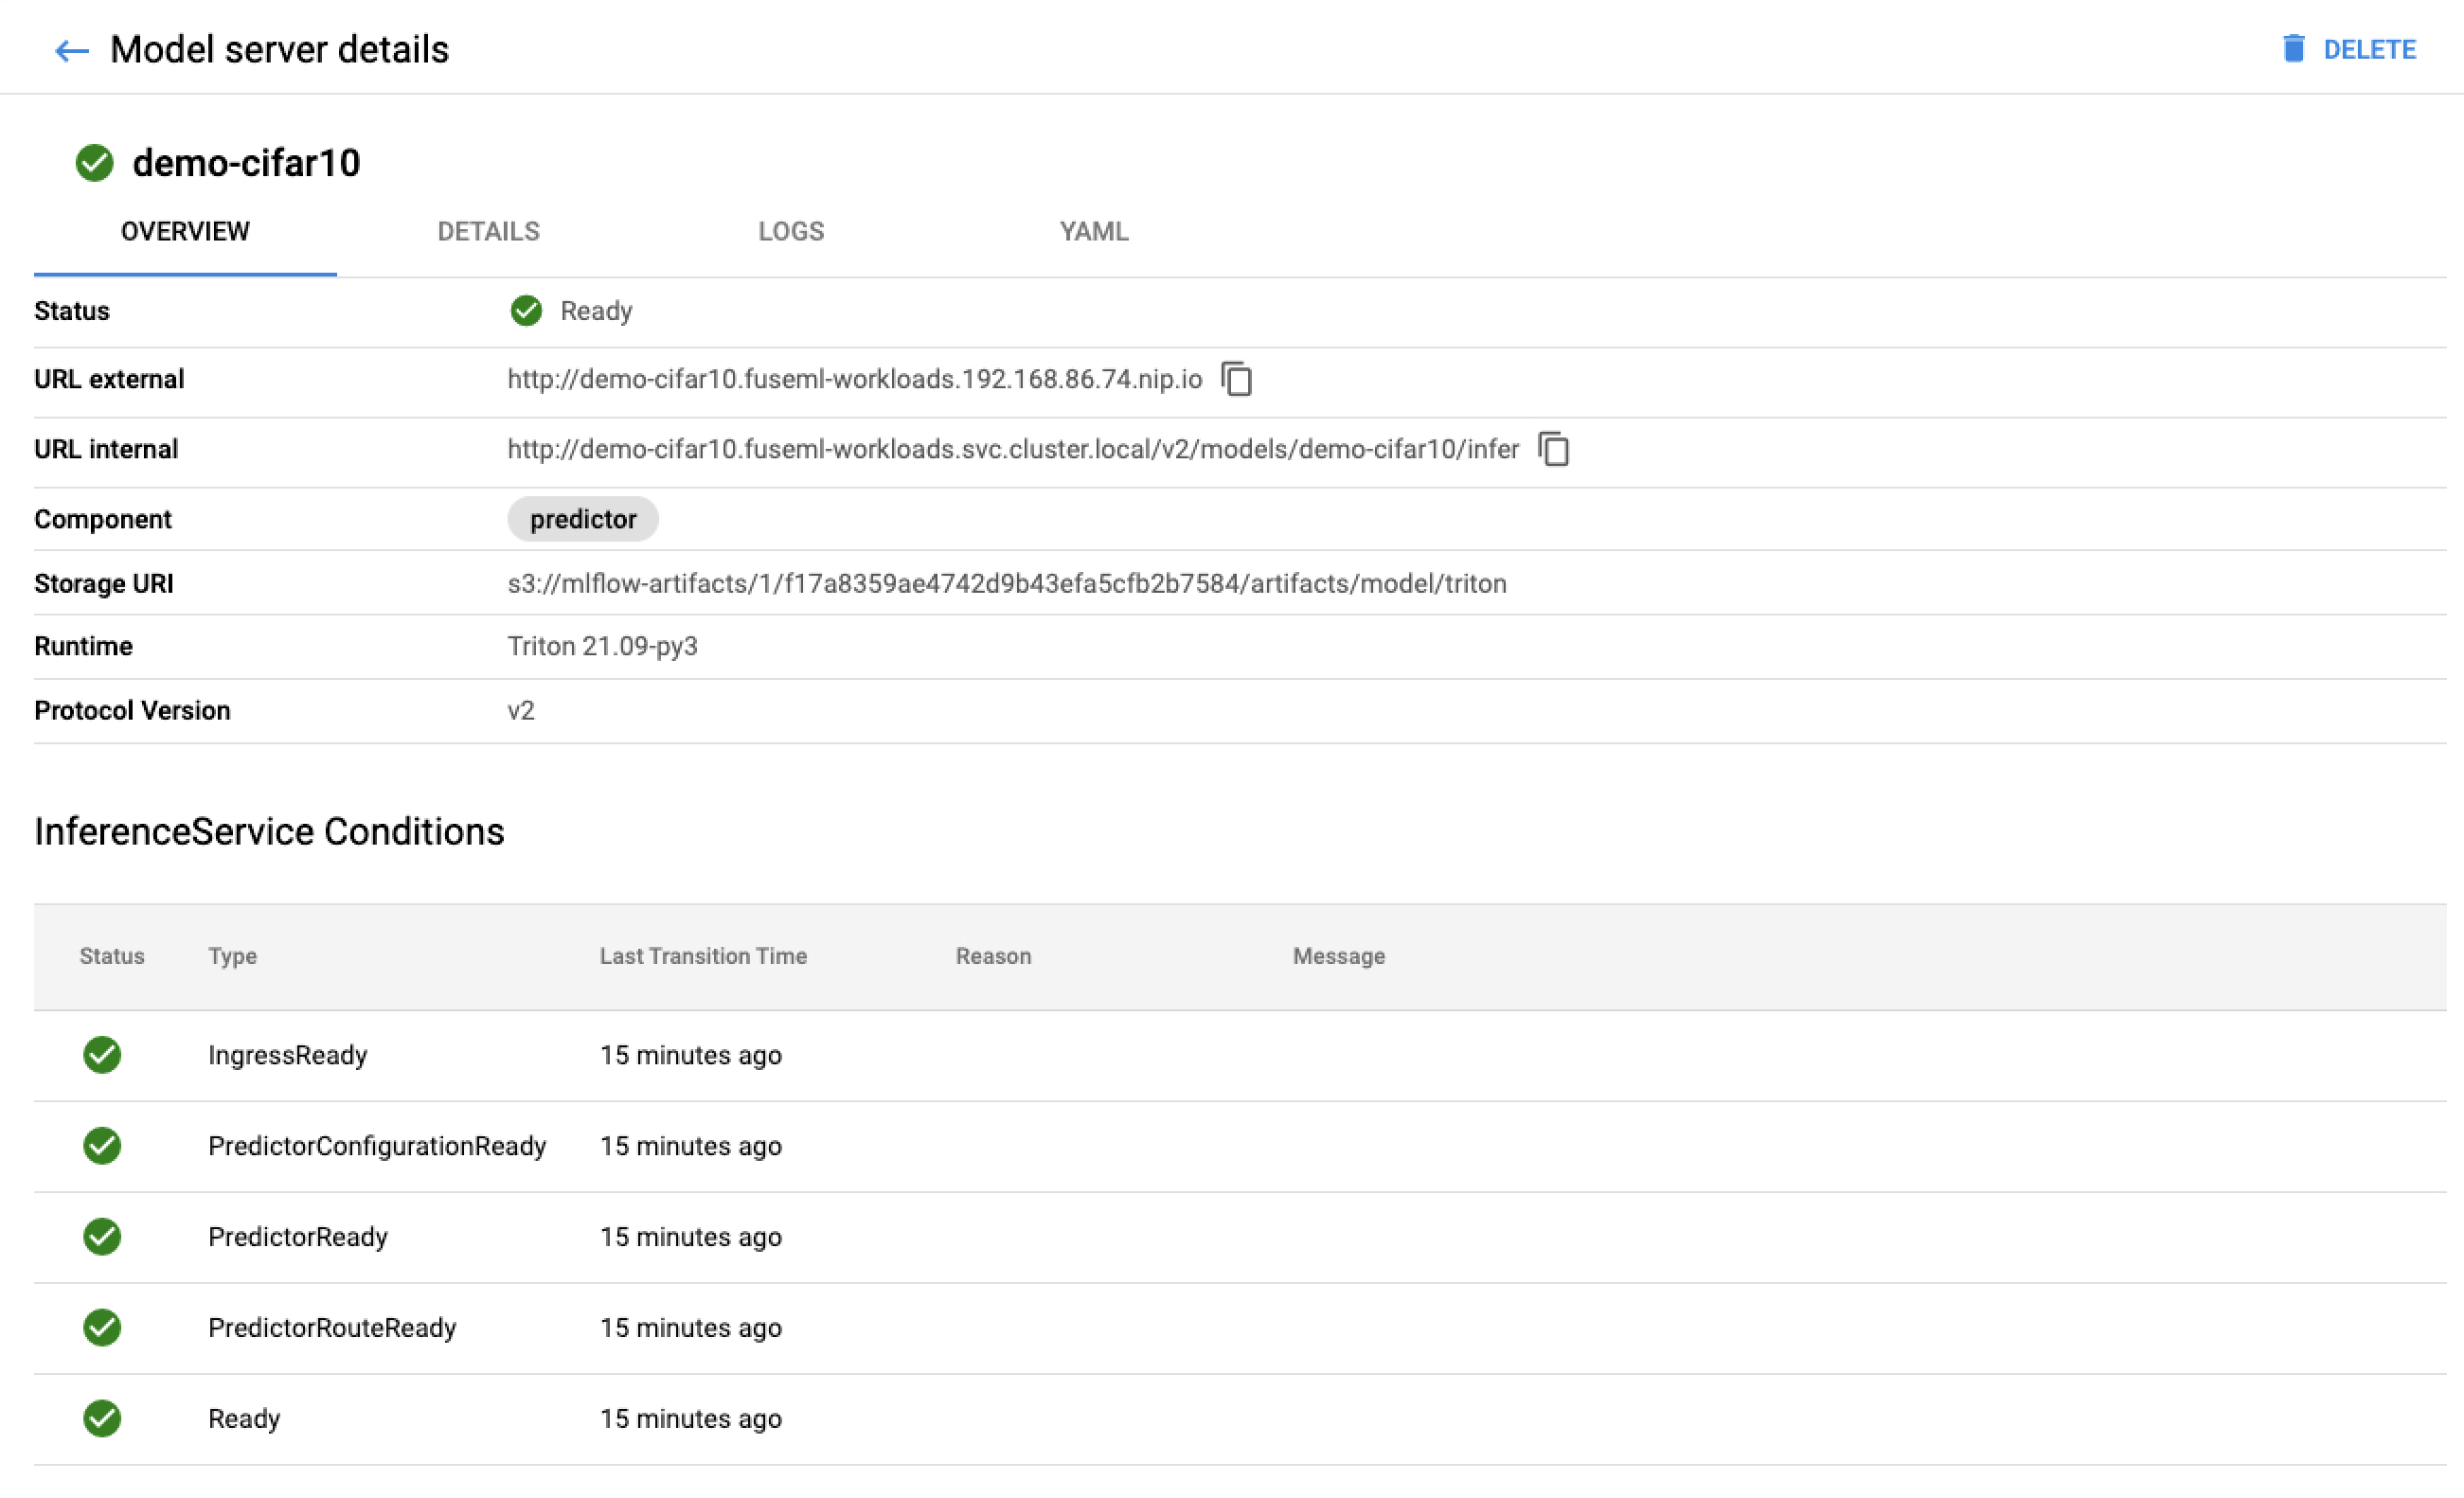 Model server details
DELETE
demo-cifar10
OVERVIEW DETAILS LOGS YAML
Status Ready
URL external http://demo-cifar10.fuseml-workloads.192.168.86.74.nip.io
URL internal http://demo-cifar10.fuseml-workloads.svc.cluster.local/v2/models/demo-cifar10/infer
Component predictor
Storage URI s3://mlflow-artifacts/1/f17a8359ae4742d9b43efa5cfb2b7584/artifacts/model/triton
Runtime Triton 21.09-py3
Protocol Version v2
InferenceService Conditions
Status Type Last Transition Time Reason Message
IngressReady 15 minutes ago
PredictorConfigurationReady 15 minutes ago
PredictorReady 15 minutes ago
PredictorRouteReady 15 minutes ago
Ready 15 minutes ago